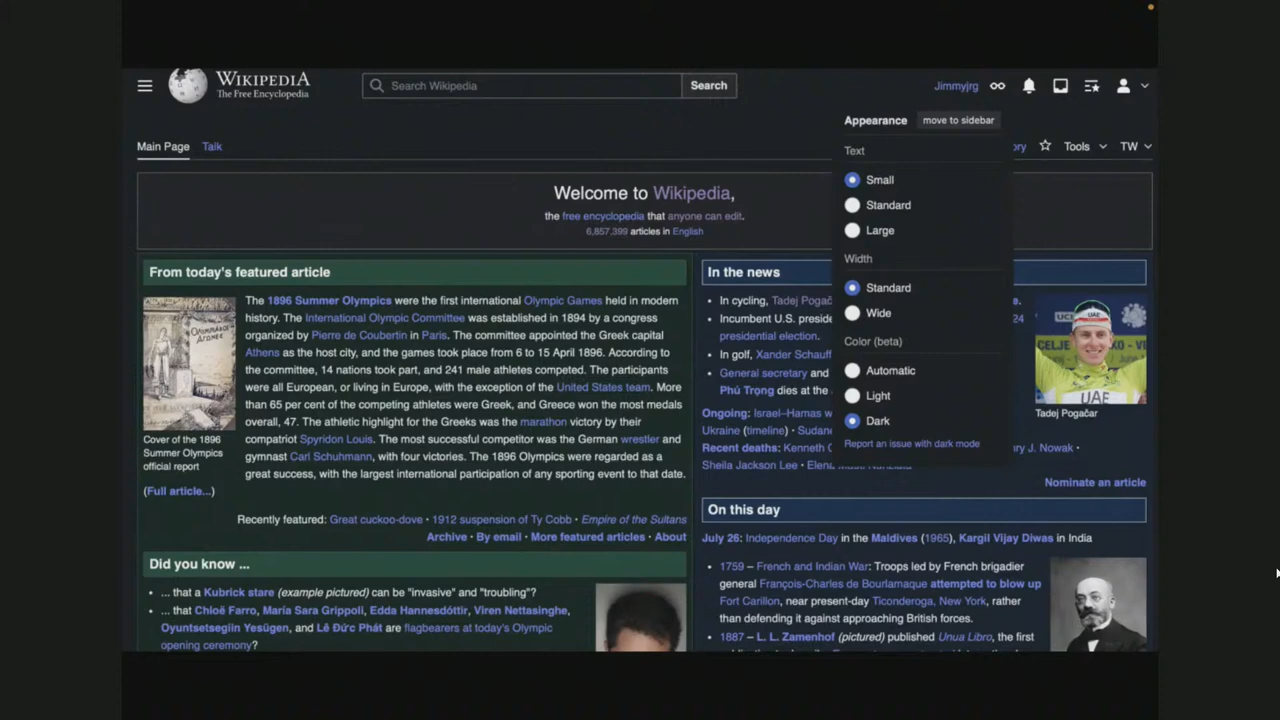 WIKIPEDIA
The Free Encyclopedia
Search Wikipedia
Search
Jimmyjrg
Main Page
Talk
ory
Tools
TW
Appearance
move to sidebar
Text
Small
Standard
Large
Width
Standard
Wide
Color (beta)
Automatic
Light
Dark
Report an issue with dark mode
Welcome to Wikipedia,
the free encyclopedia that anyone can edit.
6,857,399 articles in English
From today's featured article
The 1896 Summer Olympics were the first international Olympic Games held in modern
history. The International Olympic Committee was established in 1894 by a congress
organized by Pierre de Coubertin in Paris. The committee appointed the Greek capital
Athens as the host city, and the games took place from 6 to 15 April 1896. According to
the committee, 14 nations took part, and 241 male athletes competed. The participants
were all European, or living in Europe, with the exception of the United States team. More
than 65 per cent of the competing athletes were Greek, and Greece won the most medals
overall, 47. The athletic highlight for the Greeks was the marathon victory by their
compatriot Spyridon Louis. The most successful competitor was the German wrestler and
gymnast Carl Schuhmann, with four victories. The 1896 Olympics were regarded as a
great success, with the largest international participation of any sporting event to that date.
Cover of the 1896
Summer Olympics
official report
(Full article...)
Recently featured: Great cuckoo-dove • 1912 suspension of Ty Cobb • Empire of the Sultans
Archive • By email • More featured articles • About
Did you know ...
• ... that a Kubrick stare (example pictured) can be "invasive" and "troubling"?
• ... that Chloē Farro, María Sara Grippoli, Edda Hannesdóttir, Viren Nettasinghe,
Oyuntsetsegiin Yesügen, and Lê Đức Phát are flagbearers at today's Olympic
opening ceremony?
In the news
• In cycling, Tadej Pogač
• Incumbent U.S. preside
24
presidential election.
• In golf, Xander Schauff
• General secretary and
Phú Trọng dies at the
Tadej Pogačar
Ongoing: Israel–Hamas w
Ukraine (timeline) • Sudane
Recent deaths: Kenneth
ry J. Nowak •
Sheila Jackson Lee •
Nominate an article
On this day
July 26: Independence Day in the Maldives (1965), Kargil Vijay Diwas in India
• 1759 – French and Indian War: Troops led by French brigadier
general François-Charles de Bourlamaque attempted to blow up
Fort Carillon, near present-day Ticonderoga, New York, rather
than defending it against approaching British forces.
• 1887 – L. L. Zamenhof (pictured) published Unua Libro, the first